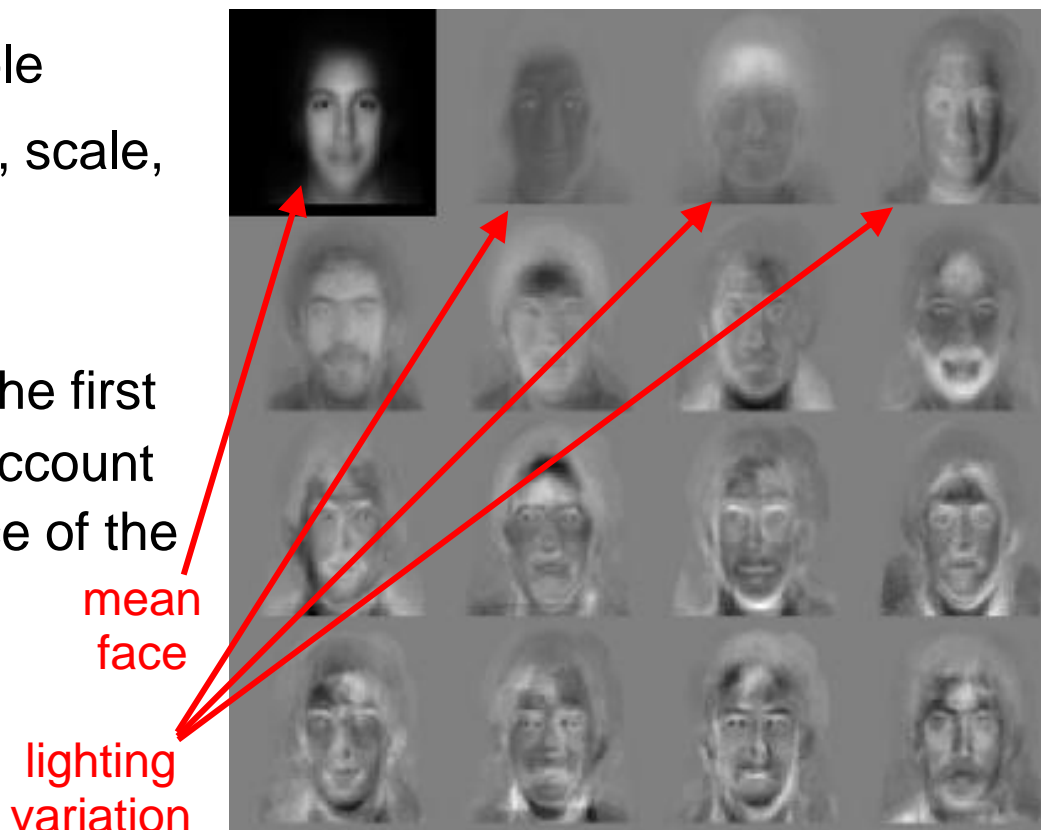 le
, scale,
he first
ccount
e of the
mean
face
lighting
variation